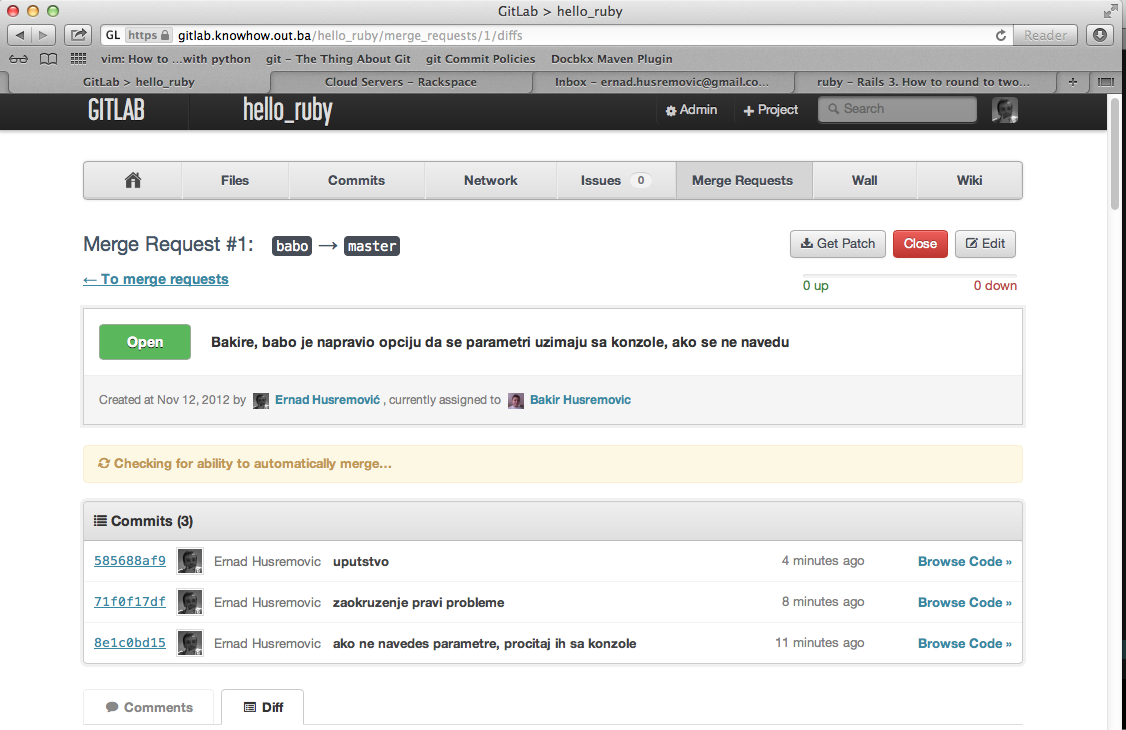 GitLab > hello_ruby
GL https gitlab.knowhow.out.ba/hello_ruby/merge_requests/1/diffs Reader
vim: How to ...with python git - The Thing About Git git Commit Policies Docbkx Maven Plugin
GitLab > hello_ruby Cloud Servers - Rackspace Inbox - ernad.husremovic@gmail.co... ruby - Rails 3. How to round to two... +
GITLAB hello_ruby Admin + Project Search
Files Commits Network Issues 0 Merge Requests Wall Wiki
Merge Request #1: babo → master Get Patch Close Edit
← To merge requests
0 up 0 down
Open Bakire, babo je napravio opciju da se parametri uzimaju sa konzole, ako se ne navedu
Created at Nov 12, 2012 by Ernad Husremović , currently assigned to Bakir Husremovic
Checking for ability to automatically merge...
Commits (3)
585688af9 Ernad Husremovic uputstvo 4 minutes ago Browse Code »
71f0f17df Ernad Husremovic zaokruzenje pravi probleme 8 minutes ago Browse Code »
8e1c0bd15 Ernad Husremovic ako ne navedes parametre, procitaj ih sa konzole 11 minutes ago Browse Code »
Comments Diff